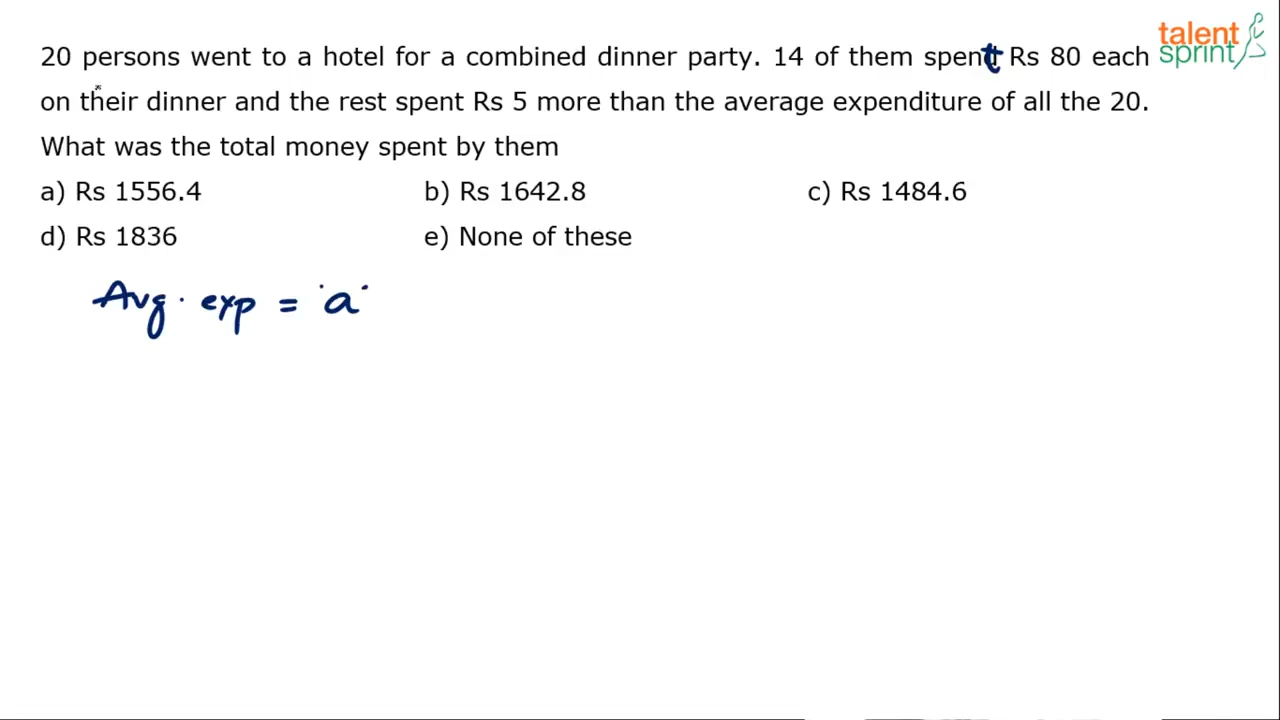 talent
sprint
20 persons went to a hotel for a combined dinner party. 14 of them spent Rs 80 each
on their dinner and the rest spent Rs 5 more than the average expenditure of all the 20.
What was the total money spent by them
a) Rs 1556.4 b) Rs 1642.8 c) Rs 1484.6
d) Rs 1836 e) None of these
Avg. exp = 'a'